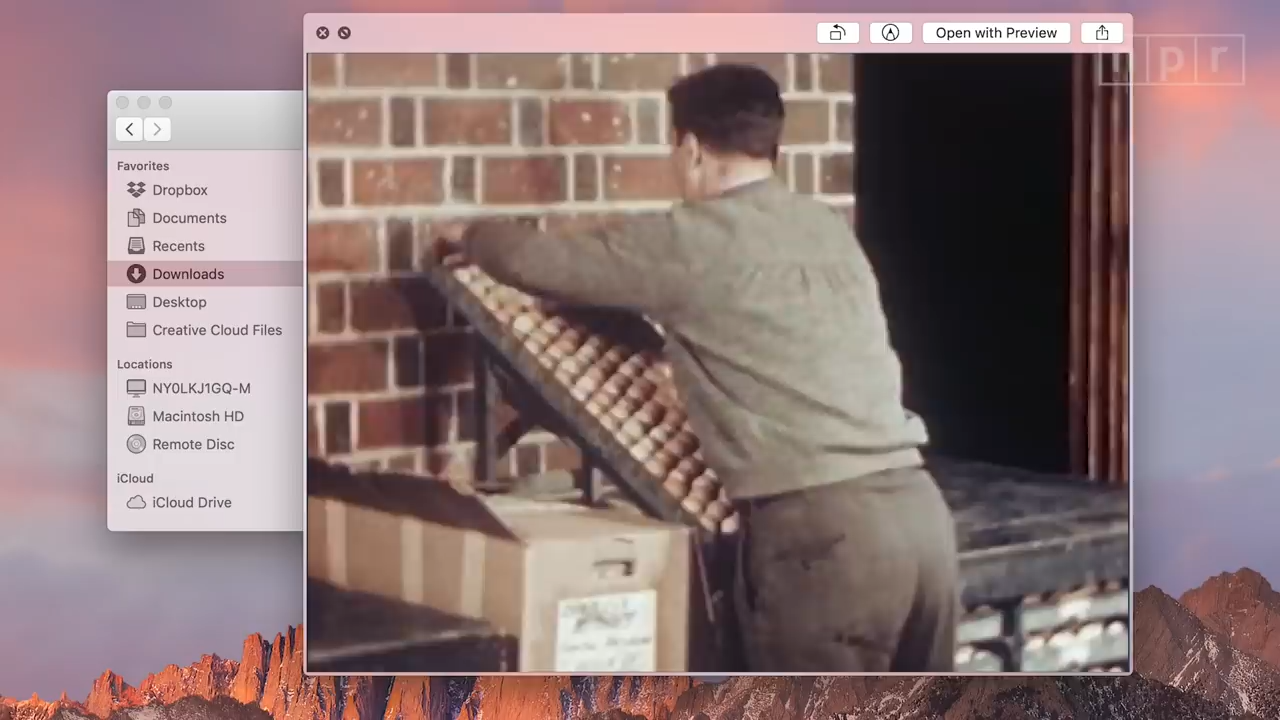 Open with Preview
npr
Favorites
Dropbox
Documents
Recents
Downloads
Desktop
Creative Cloud Files
Locations
NY0LKJ1GQ-M
Macintosh HD
Remote Disc
iCloud
iCloud Drive